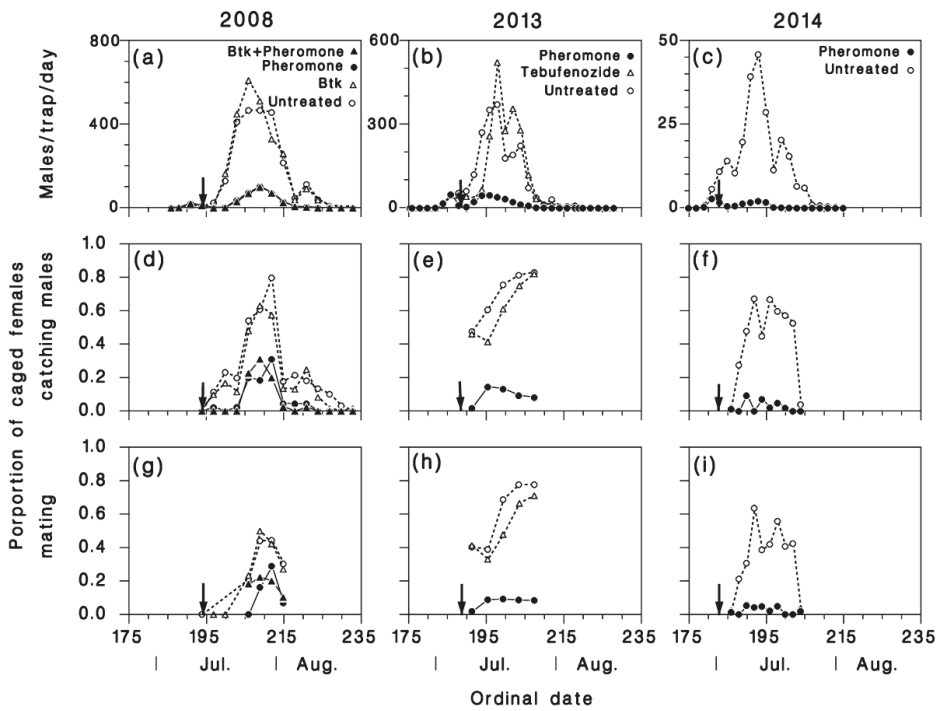 2008 2013 2014
800 400 0
Males/trap/day
(a) Btk+Pheromone
Pheromone
Btk
Untreated
600 300 0
(b) Pheromone
Tebufenozide
Untreated
50 25 0
(c) Pheromone
Untreated
Porportion of caged females
catching males
mating
1.0 0.8 0.6 0.4 0.2 0.0
(d) (e) (f)
1.0 0.8 0.6 0.4 0.2 0.0
(g) (h) (i)
175 195 215 235 175 195 215 235 175 195 215 235
| Jul. | Aug. | Jul. | Aug. | Jul. | Aug.
Ordinal date